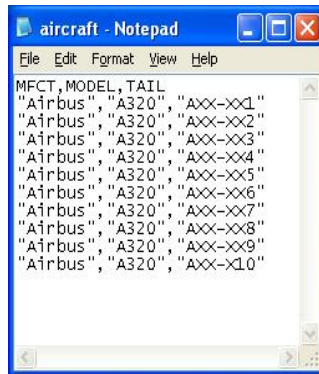 aircraft - Notepad
File Edit Format View Help
MFCT,MODEL,TAIL
"Airbus","A320","AXX-XX1"
"Airbus","A320","AXX-XX2"
"Airbus","A320","AXX-XX3"
"Airbus","A320","AXX-XX4"
"Airbus","A320","AXX-XX5"
"Airbus","A320","AXX-XX6"
"Airbus","A320","AXX-XX7"
"Airbus","A320","AXX-XX8"
"Airbus","A320","AXX-XX9"
"Airbus","A320","AXX-X10"